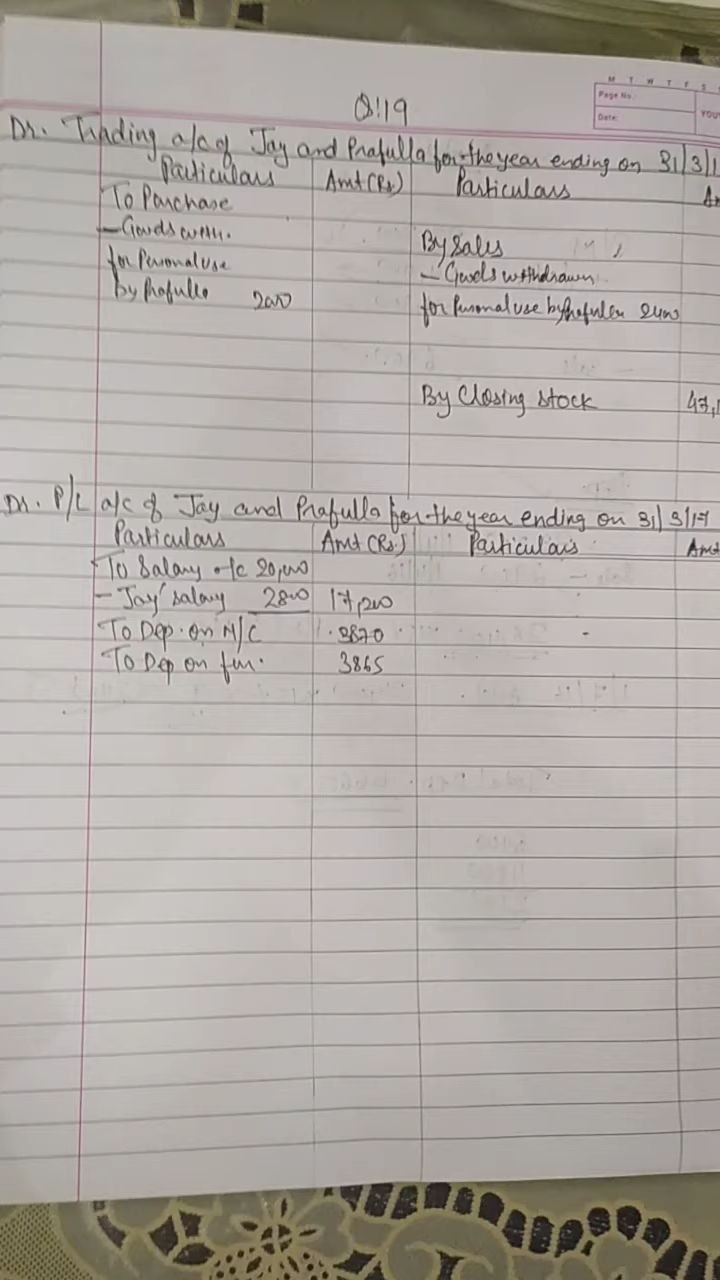 Q:19
M T W T F S
Page No.:
Date:
YOU
Dr. Trading a/c of Jay and Prafulla for the year ending on 31/3/1
Particulars Amt (Rs) Particulars
To Purchase
- Goods with.
for Personal use
by Prafulla 2000
By Sales
- Goods withdrawn
for Personal use by Prafulla 2400
By Closing stock 47,
Dr. P/L a/c of Jay and Prafulla for the year ending on 31/3/17
Particulars Amt (Rs) Particulars Amt
To Salary a/c 20,000
- Jay' salary 2800 17,200
To Dep. on M/C 3870
To Dep on fur. 3865